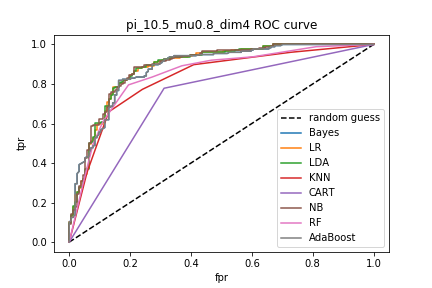 pi_10.5_mu0.8_dim4 ROC curve
1.0
0.8
0.6
0.4
0.2
0.0
tpr
random guess
Bayes
LR
LDA
KNN
CART
NB
RF
AdaBoost
0.0 0.2 0.4 0.6 0.8 1.0
fpr